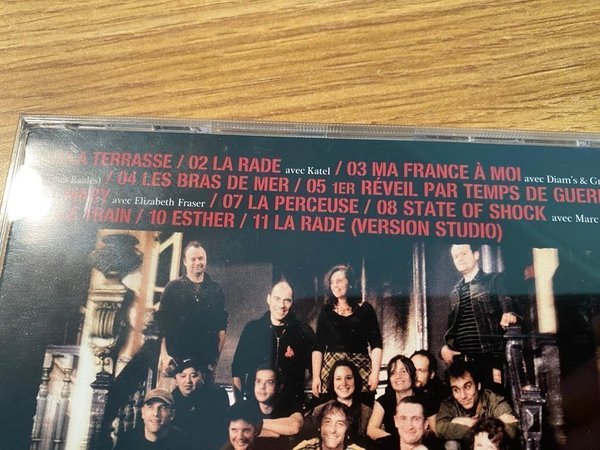 TERRASSE / 02 LA RADE avec Katel / 03 MA FRANCE À MOI avec Diam's &
/ 04 LES BRAS DE MER / 05 1ER RÉVEIL PAR TEMPS DE
avec Elizabeth Fraser / 07 LA PERCEUSE / 08 STATE OF SHOCK avec Marc
/ 10 ESTHER / 11 LA RADE (VERSION STUDIO)